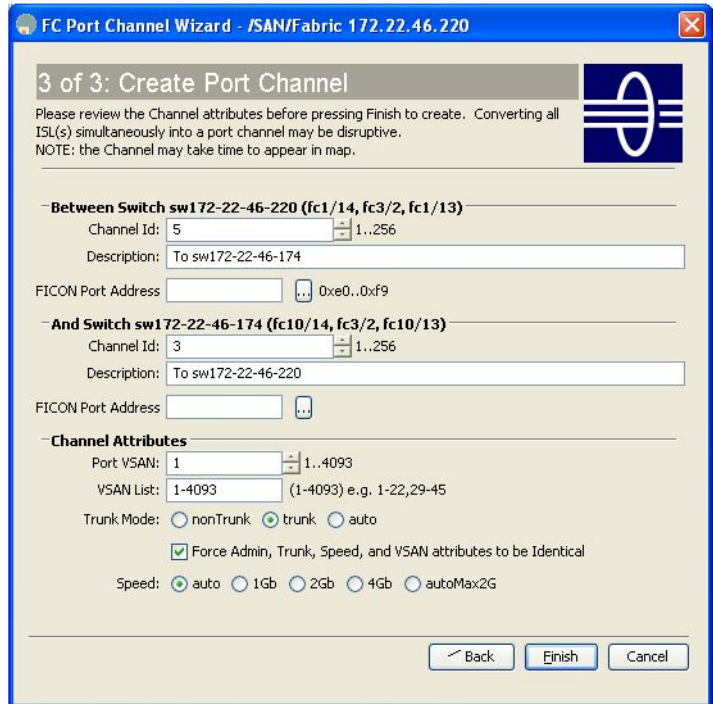 FC Port Channel Wizard - /SAN/Fabric 172.22.46.220
3 of 3: Create Port Channel
Please review the Channel attributes before pressing Finish to create. Converting all
ISL(s) simultaneously into a port channel may be disruptive.
NOTE: the Channel may take time to appear in map.
Between Switch sw172-22-46-220 (fc1/14, fc3/2, fc1/13)
Channel Id: 5 1..256
Description: To sw172-22-46-174
FICON Port Address ... 0xe0..0xf9
And Switch sw172-22-46-174 (fc10/14, fc3/2, fc10/13)
Channel Id: 3 1..256
Description: To sw172-22-46-220
FICON Port Address ...
Channel Attributes
Port VSAN: 1 1..4093
VSAN List: 1-4093 (1-4093) e.g. 1-22,29-45
Trunk Mode: nonTrunk trunk auto
Force Admin, Trunk, Speed, and VSAN attributes to be Identical
Speed: auto 1Gb 2Gb 4Gb autoMax2G
Back Finish Cancel